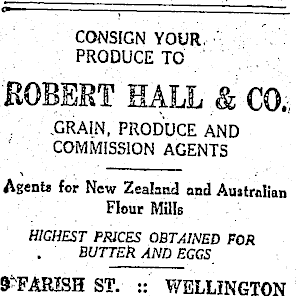 CONSIGN YOUR
PRODUCE TO
ROBERT HALL & CO.,
GRAIN, PRODUCE AND
COMMISSION AGENTS
Agents for New Zealand and Australian
Flour Mills
HIGHEST PRICES OBTAINED FOR
BUTTER AND EGGS
9 FARISH ST. :: WELLINGTON